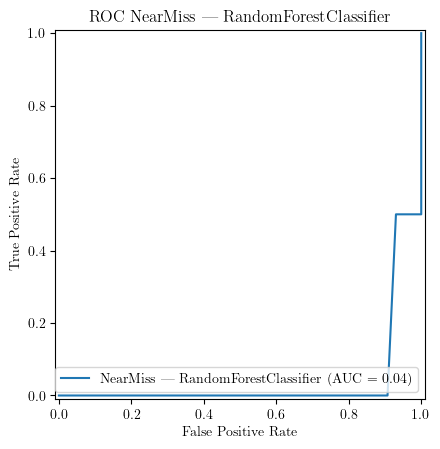 ROC NearMiss — RandomForestClassifier
1.0
0.8
0.6
0.4
0.2
0.0
True Positive Rate
NearMiss — RandomForestClassifier (AUC = 0.04)
0.0 0.2 0.4 0.6 0.8 1.0
False Positive Rate